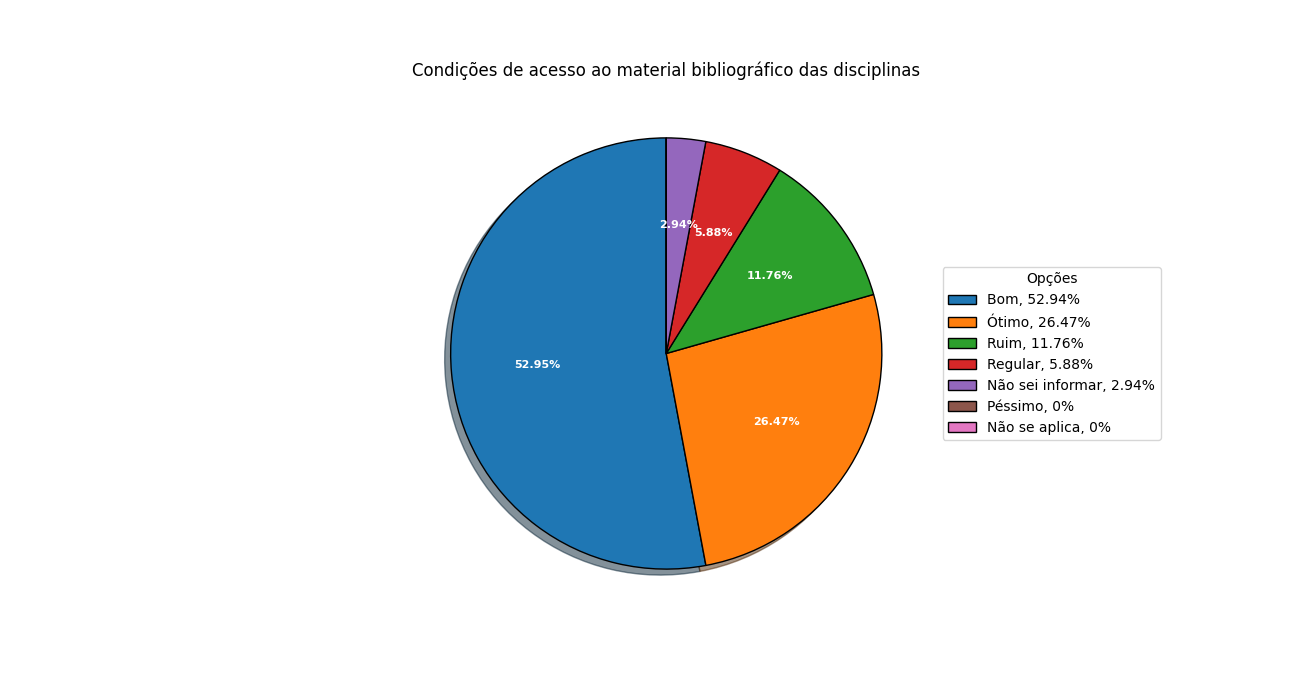 Condições de acesso ao material bibliográfico das disciplinas
2.94%
5.88%
11.76%
52.95%
26.47%
Opções
Bom, 52.94%
Ótimo, 26.47%
Ruim, 11.76%
Regular, 5.88%
Não sei informar, 2.94%
Péssimo, 0%
Não se aplica, 0%